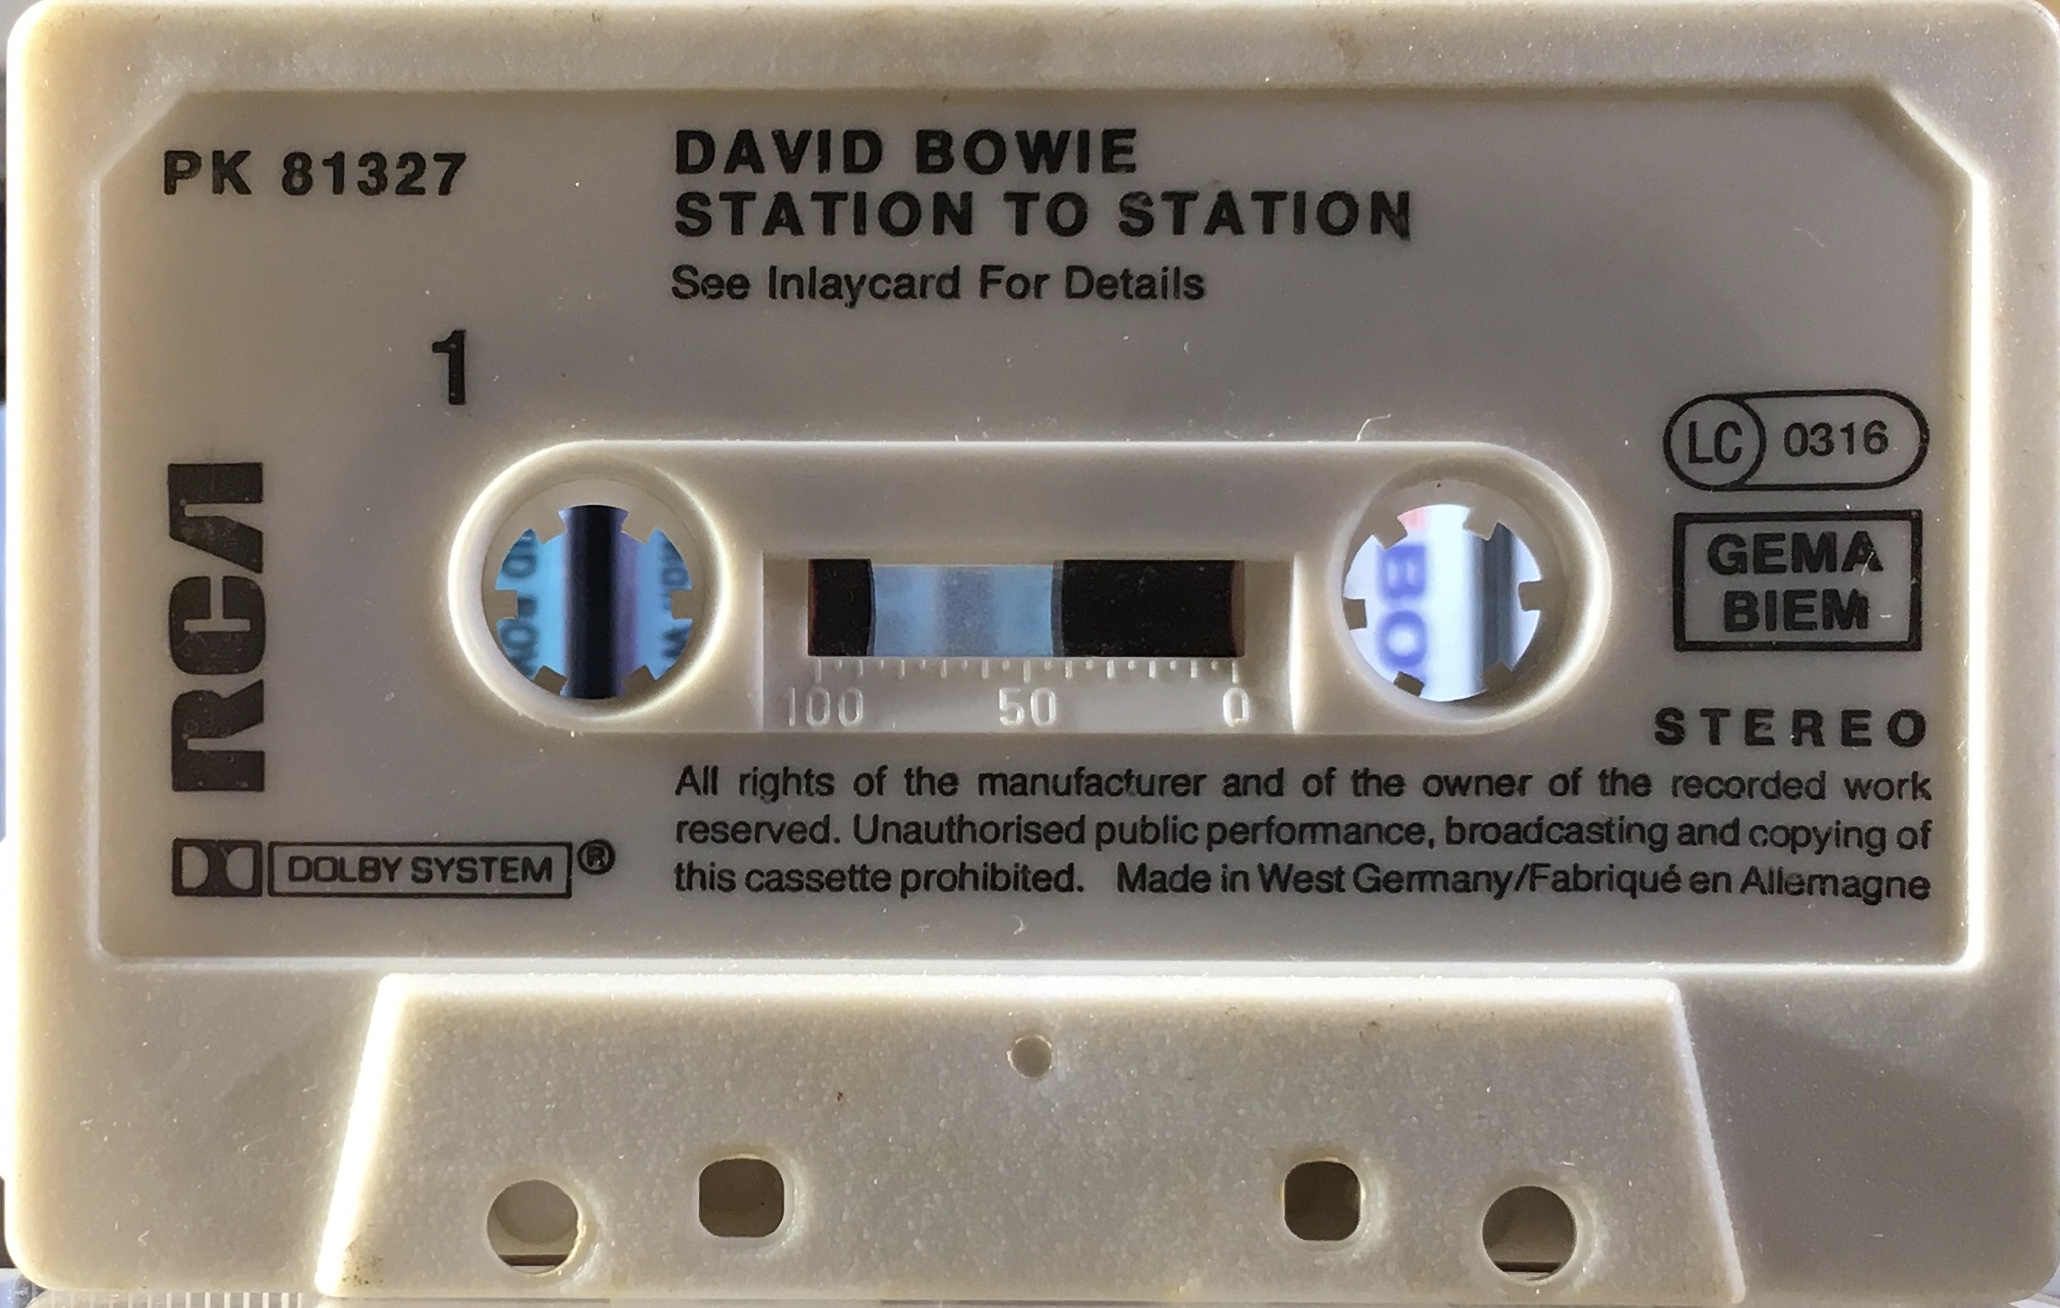 PK 81327
DAVID BOWIE
STATION TO STATION
See Inlaycard For Details
1
RCA
LC 0316
GEMA
BIEM
100 50 0
STEREO
All rights of the manufacturer and of the owner of the recorded work
reserved. Unauthorised public performance, broadcasting and copying of
this cassette prohibited. Made in West Germany/Fabriqué en Allemagne
DOLBY SYSTEM ®
BO